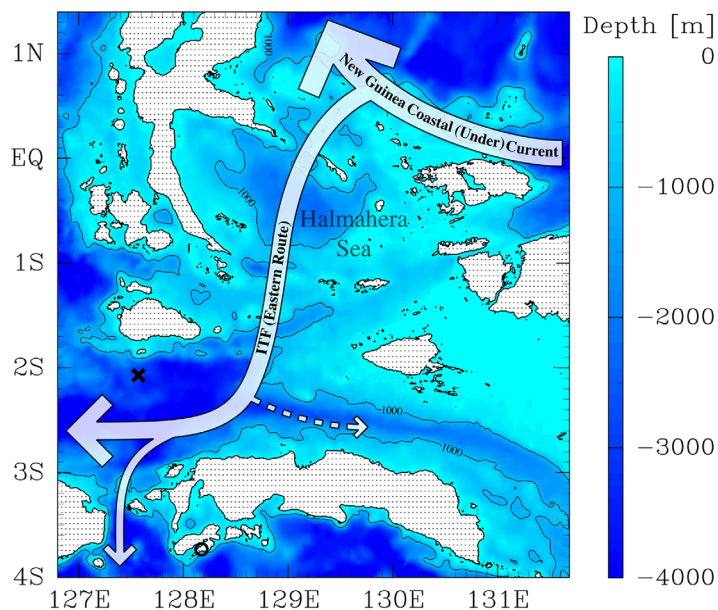 Depth [m]
1N
EQ
1S
2S
3S
4S
127E
128E
129E
130E
131E
0
−1000
−2000
−3000
−4000
1000
New Guinea Coastal (Under) Current
1000
Halmahera
Sea
ITF (Eastern Route)
1000
1000